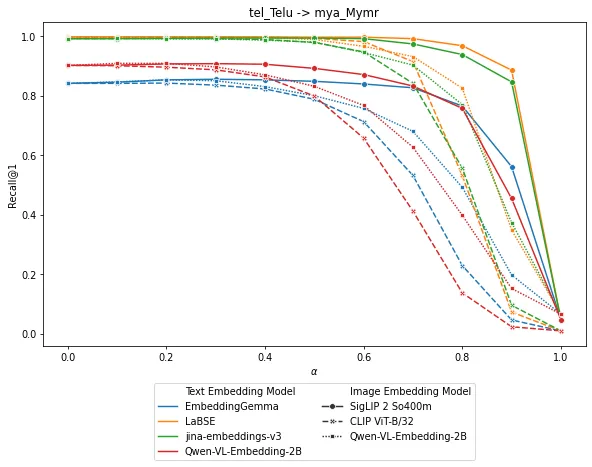 tel_Telu -> mya_Mymr
Recall@1
1.0
0.8
0.6
0.4
0.2
0.0
0.0 0.2 0.4 0.6 0.8 1.0
α
Text Embedding Model
EmbeddingGemma
LaBSE
jina-embeddings-v3
Qwen-VL-Embedding-2B
Image Embedding Model
SigLIP 2 So400m
CLIP ViT-B/32
Qwen-VL-Embedding-2B